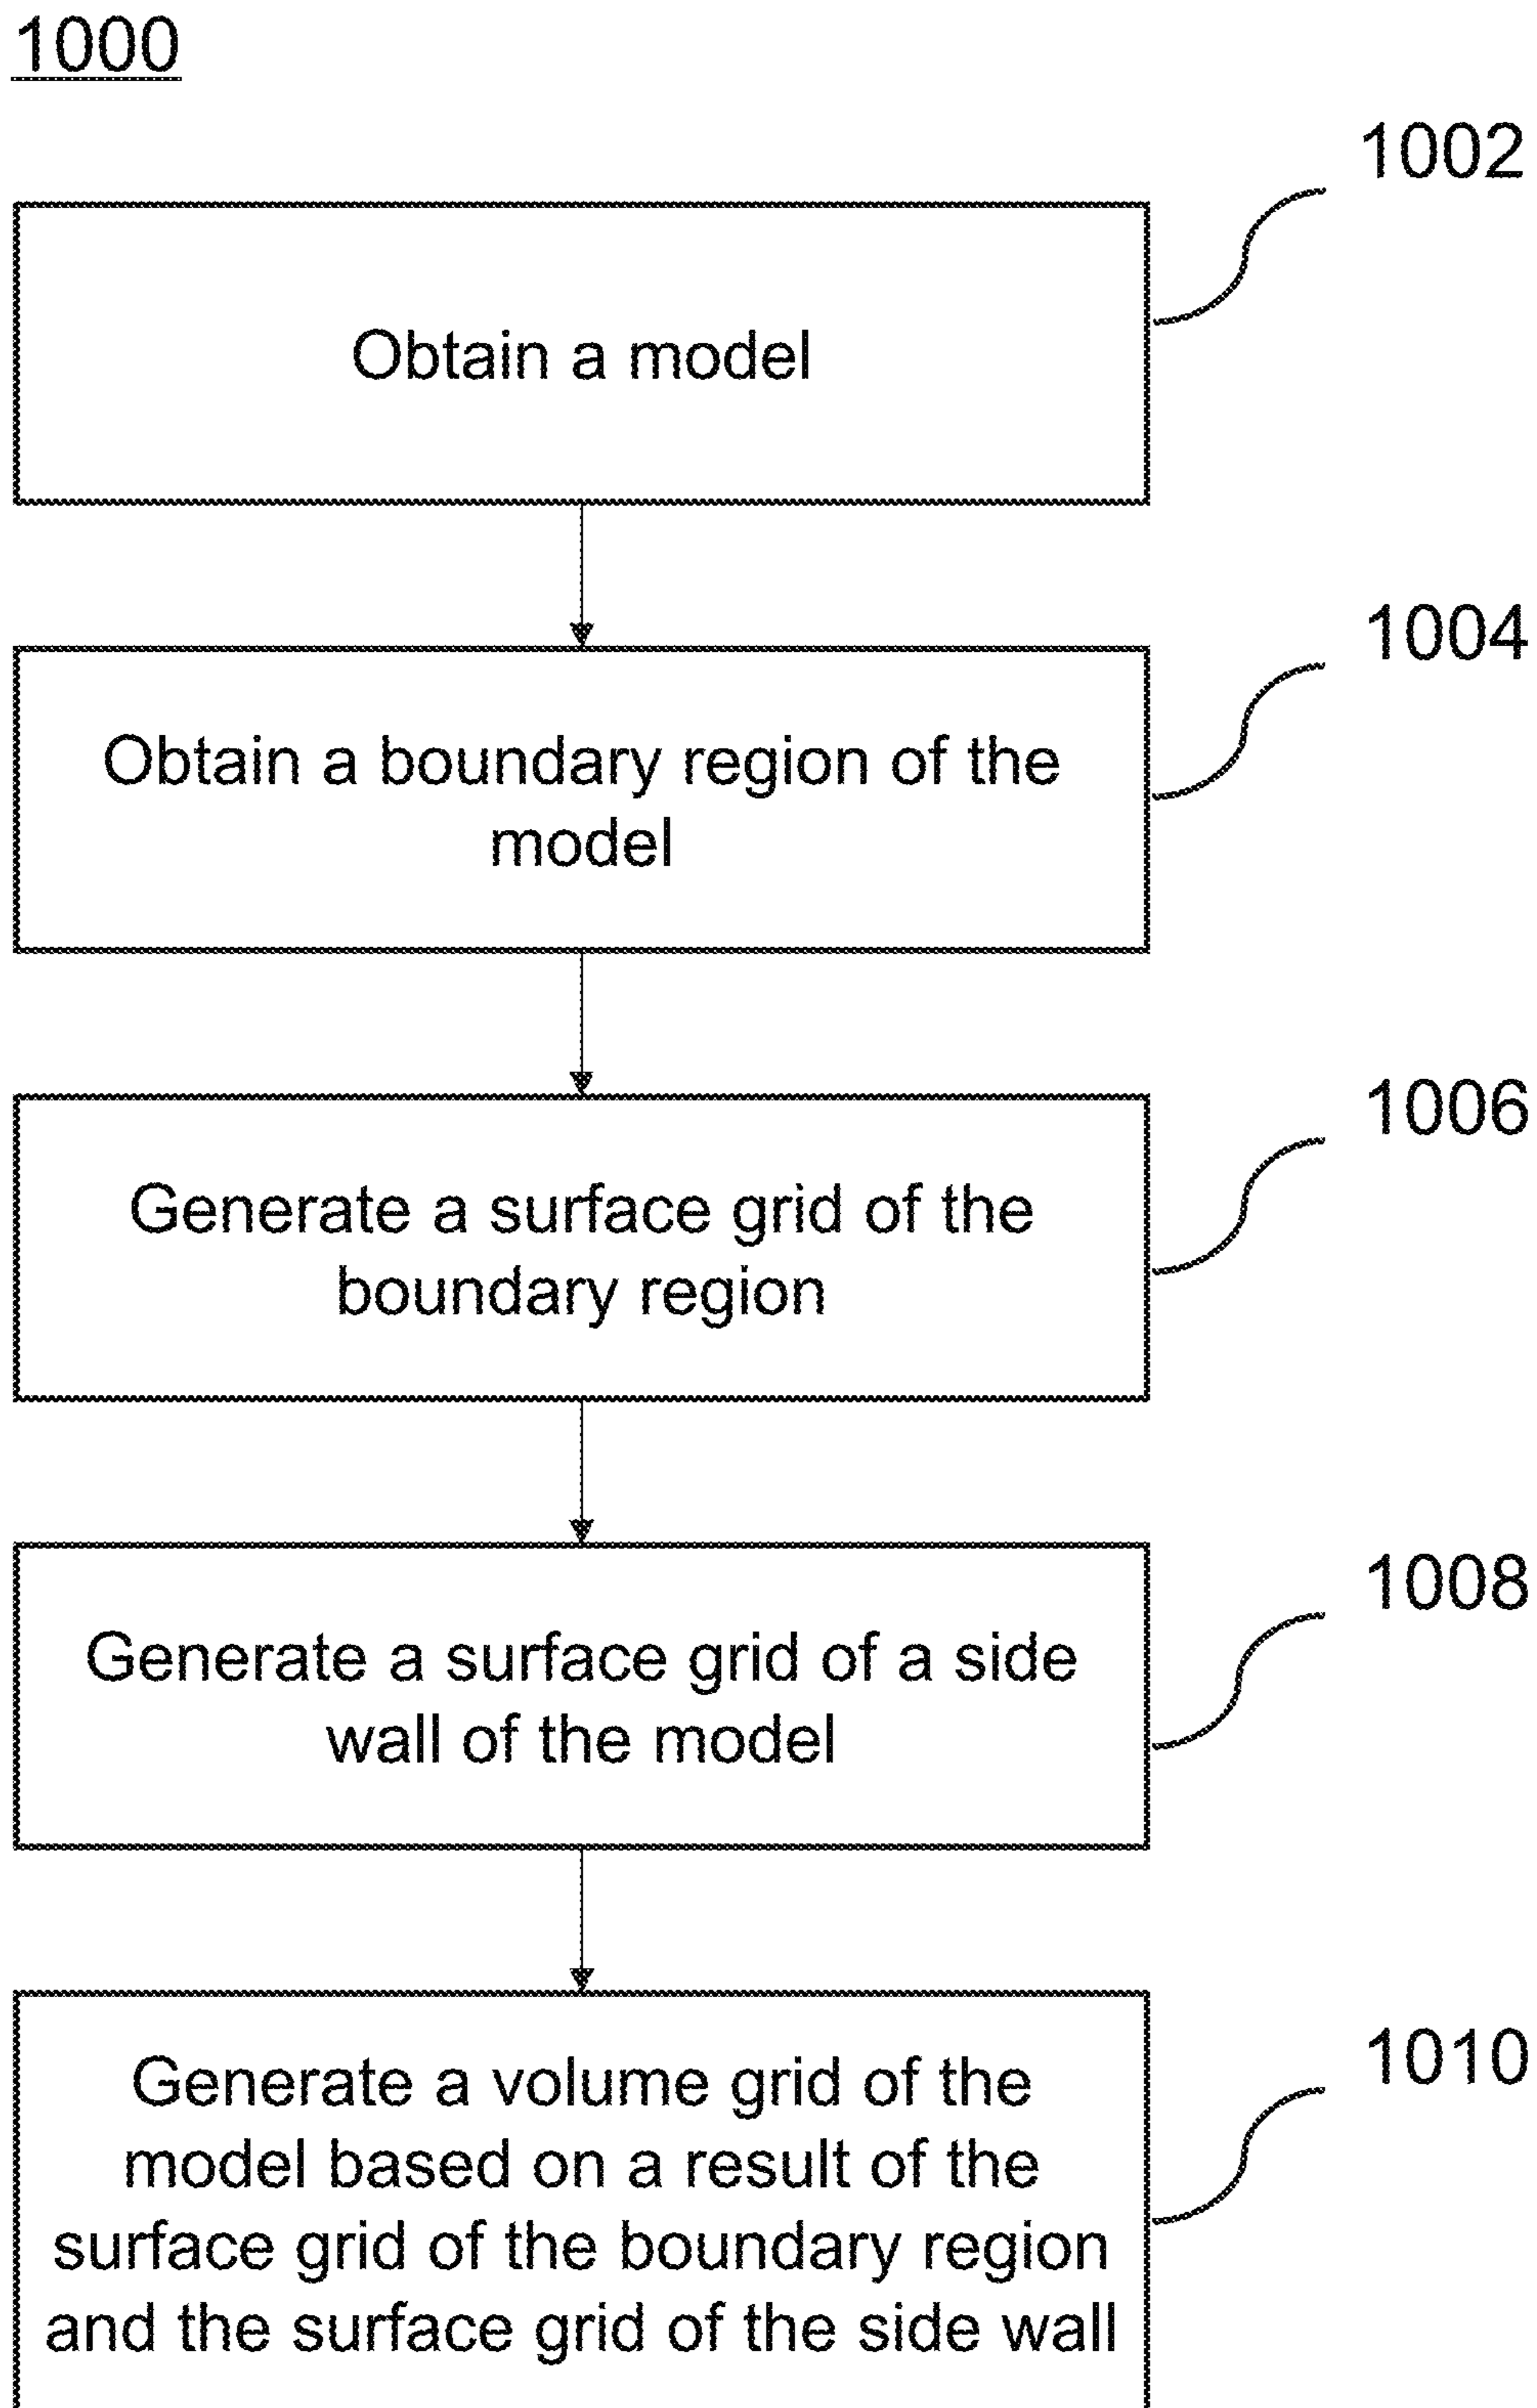 1000
1002
Obtain a model
1004
Obtain a boundary region of the
model
1006
Generate a surface grid of the
boundary region
1008
Generate a surface grid of a side
wall of the model
1010
Generate a volume grid of the
model based on a result of the
surface grid of the boundary region
and the surface grid of the side wall